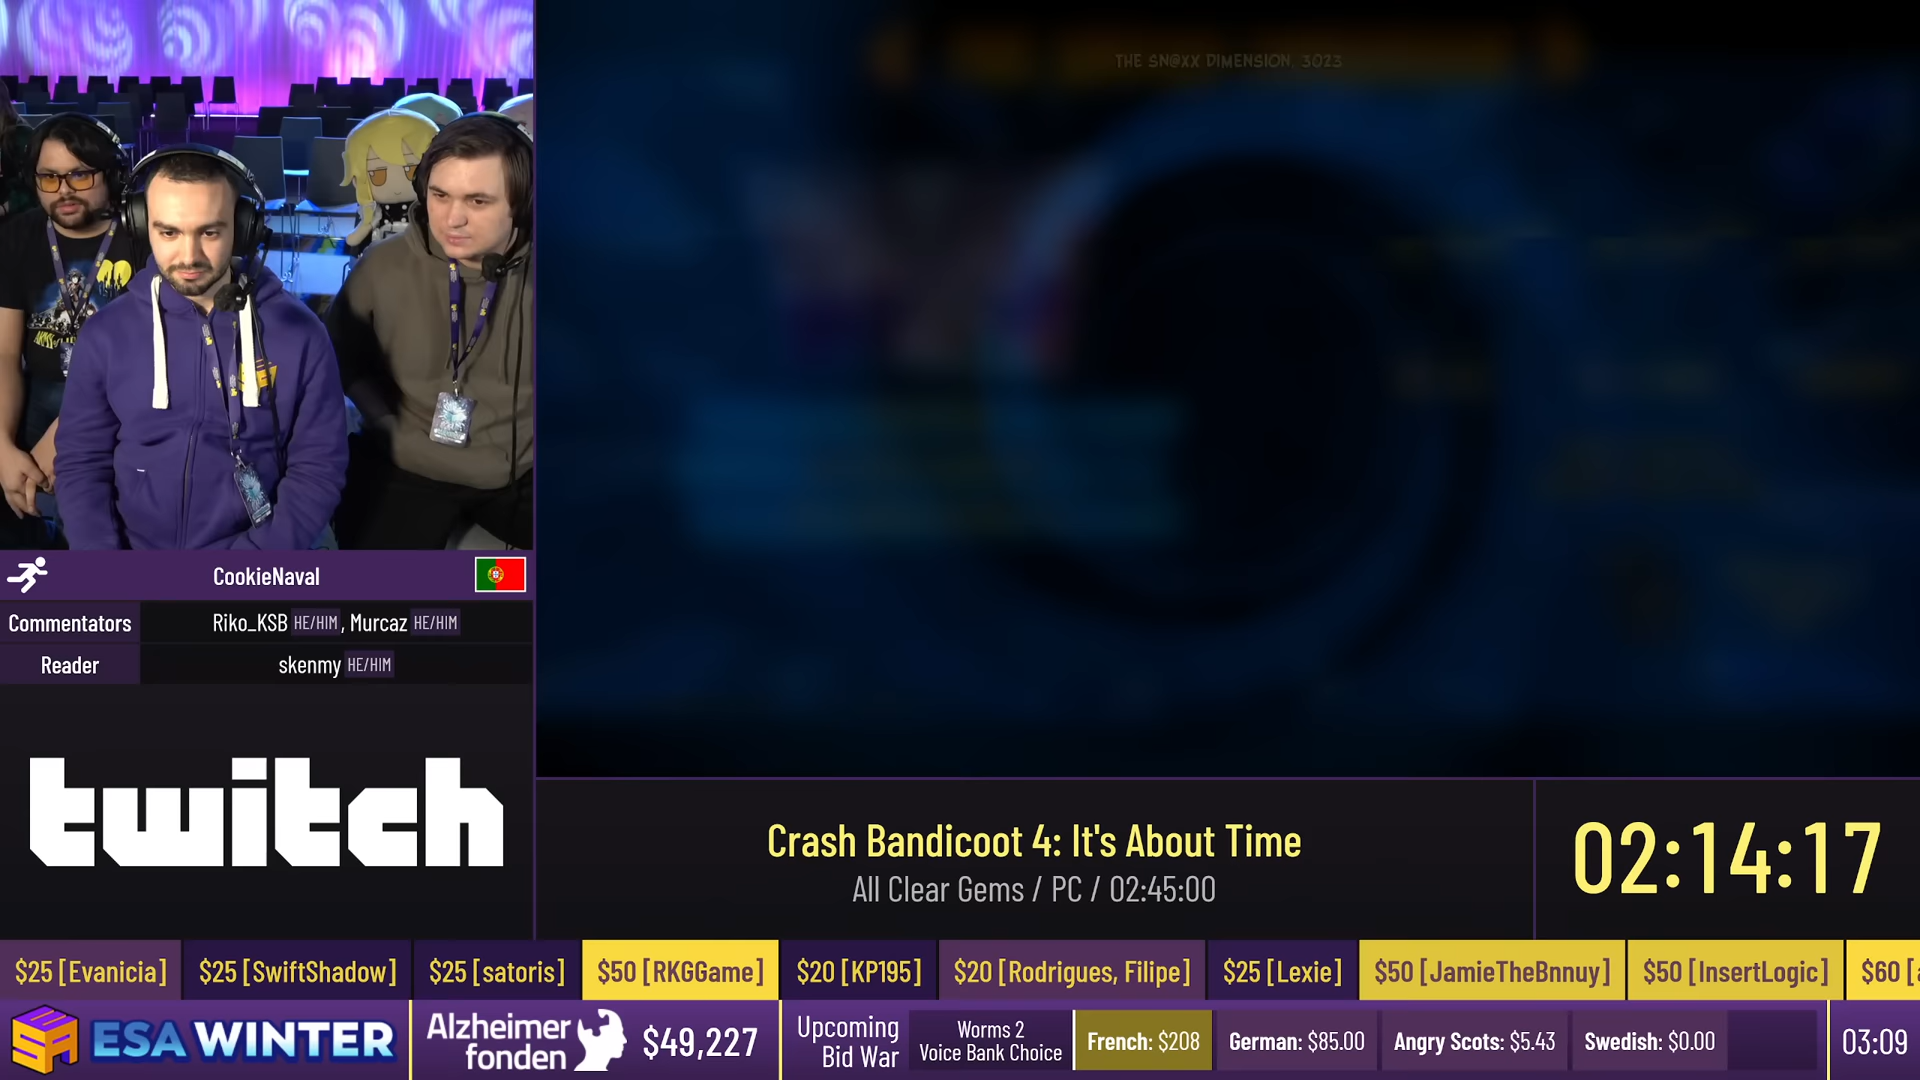 THE SN@XX DIMENSION, 3023
CookieNaval
Commentators
Riko_KSB HE/HIM, Murcaz HE/HIM
Reader
skenmy HE/HIM
twitch
Crash Bandicoot 4: It's About Time
All Clear Gems / PC / 02:45:00
02:14:17
$25 [Evanicia]
$25 [SwiftShadow]
$25 [satoris]
$50 [RKGGame]
$20 [KP195]
$20 [Rodrigues, Filipe]
$25 [Lexie]
$50 [JamieTheBnnuy]
$50 [InsertLogic]
$60 [
ESA WINTER
Alzheimer
fonden
$49,227
Upcoming
Bid War
Worms 2
Voice Bank Choice
French: $208
German: $85.00
Angry Scots: $5.43
Swedish: $0.00
03:09